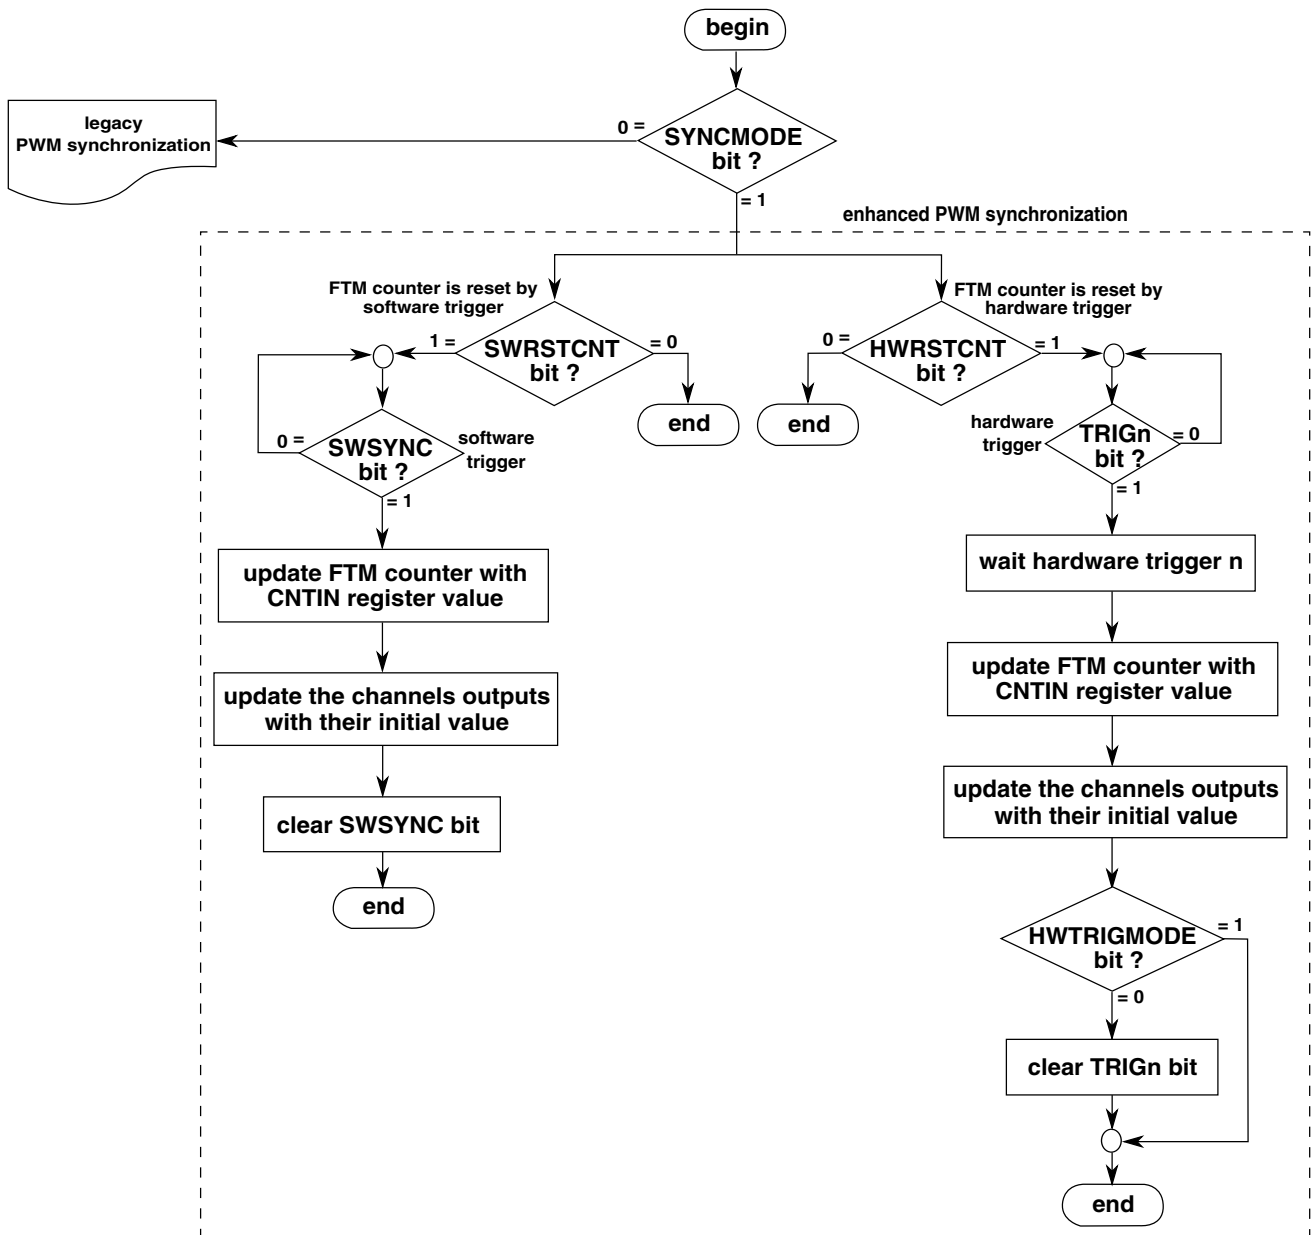 begin
legacy
PWM synchronization
0 =
SYNCMODE
bit ?
= 1
enhanced PWM synchronization
FTM counter is reset by
software trigger
1 =
SWRSTCNT
bit ?
= 0
end
0 =
SWSYNC
bit ?
software
trigger
= 1
update FTM counter with
CNTIN register value
update the channels outputs
with their initial value
clear SWSYNC bit
end
FTM counter is reset by
hardware trigger
0 =
HWRSTCNT
bit ?
= 1
end
hardware
trigger
TRIGn
bit ?
= 0
= 1
wait hardware trigger n
update FTM counter with
CNTIN register value
update the channels outputs
with their initial value
HWTRIGMODE
bit ?
= 1
= 0
clear TRIGn bit
end